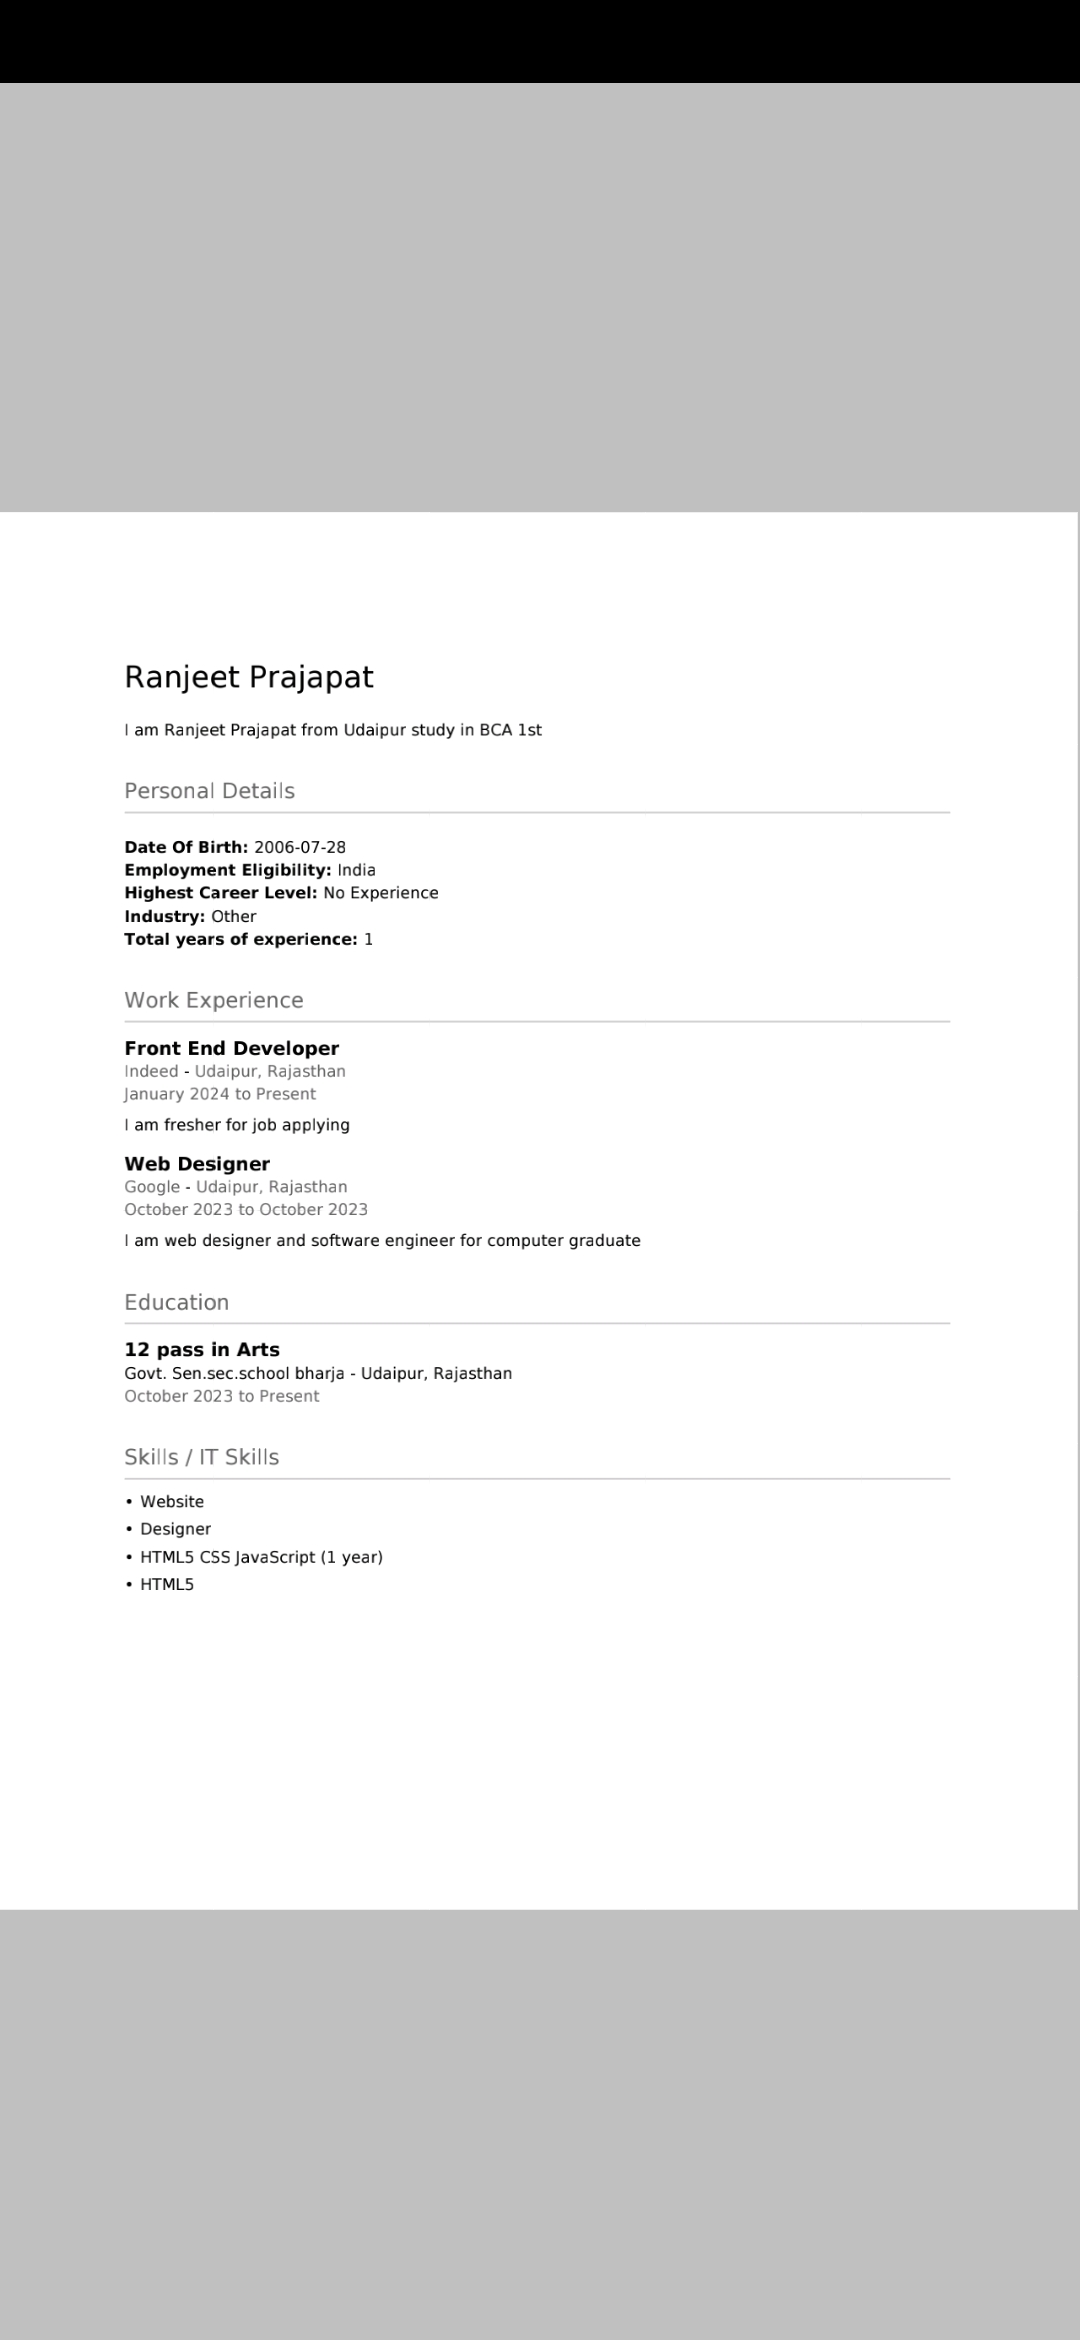 Ranjeet Prajapat
I am Ranjeet Prajapat from Udaipur study in BCA 1st
Personal Details
Date Of Birth: 2006-07-28
Employment Eligibility: India
Highest Career Level: No Experience
Industry: Other
Total years of experience: 1
Work Experience
Front End Developer
Indeed - Udaipur, Rajasthan
January 2024 to Present
I am fresher for job applying
Web Designer
Google - Udaipur, Rajasthan
October 2023 to October 2023
I am web designer and software engineer for computer graduate
Education
12 pass in Arts
Govt. Sen.sec.school bharja - Udaipur, Rajasthan
October 2023 to Present
Skills / IT Skills
• Website
• Designer
• HTML5 CSS JavaScript (1 year)
• HTML5